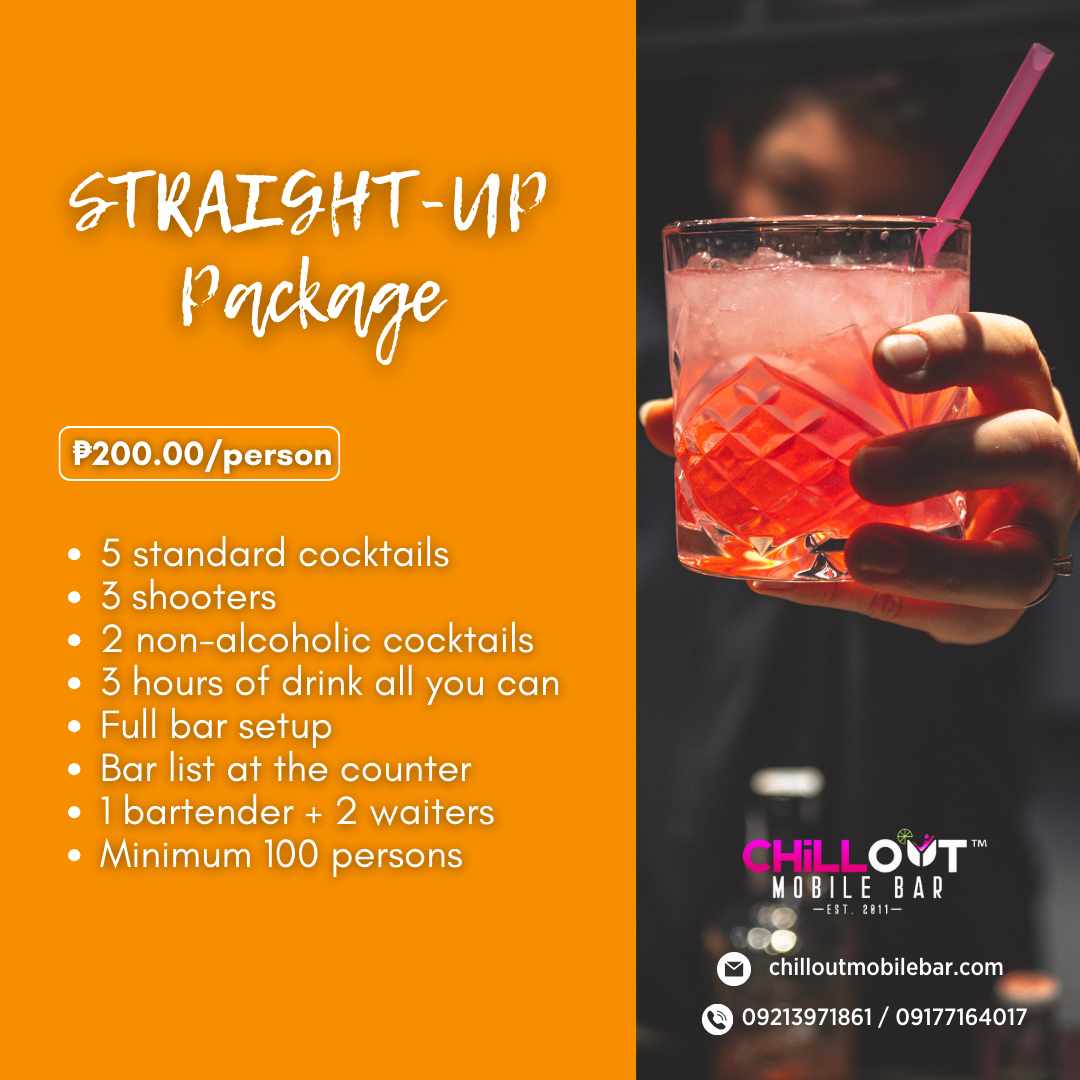 STRAIGHT-UP
Package
₱200.00/person
• 5 standard cocktails
• 3 shooters
• 2 non-alcoholic cocktails
• 3 hours of drink all you can
• Full bar setup
• Bar list at the counter
• 1 bartender + 2 waiters
• Minimum 100 persons
CHiLLOUT™
MOBILE BAR
—EST. 2011—
chilloutmobilebar.com
09213971861 / 09177164017